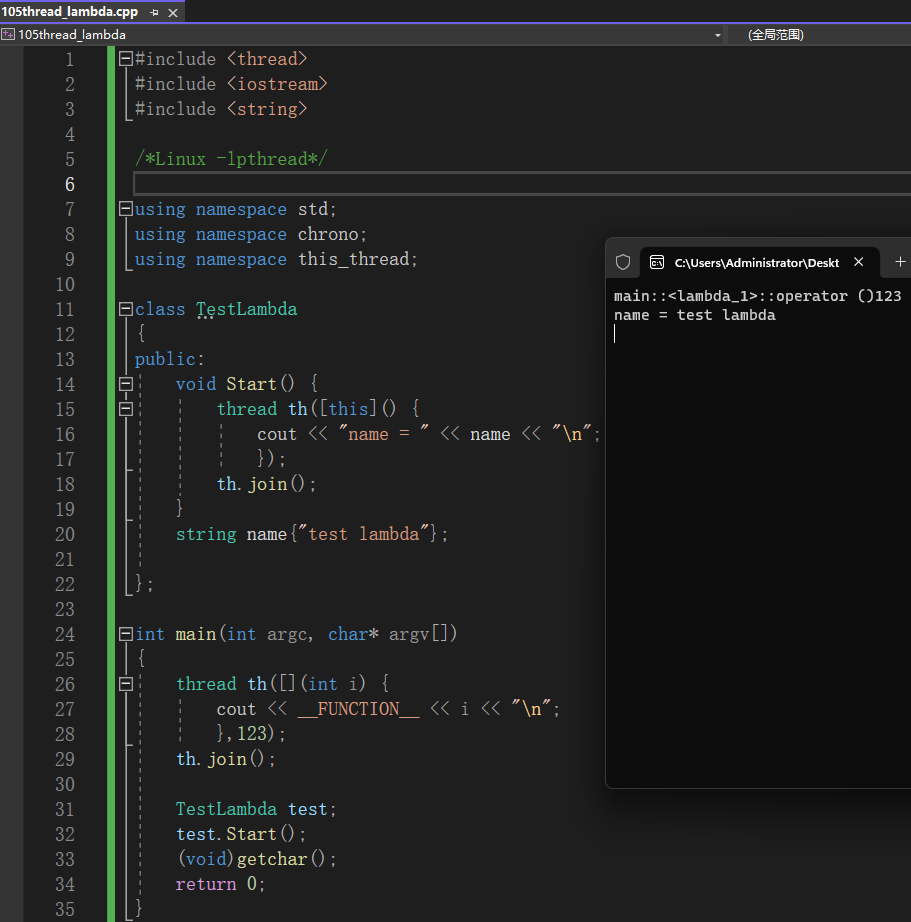 105thread_lambda.cpp
105thread_lambda
(全局范围)
1 #include <thread>
2 #include <iostream>
3 #include <string>
4
5 /*Linux -lpthread*/
6
7 using namespace std;
8 using namespace chrono;
9 using namespace this_thread;
10
11 class TestLambda
12 {
13 public:
14 void Start() {
15 thread th([this]() {
16 cout << "name = " << name << "\n";
17 });
18 th.join();
19 }
20 string name{"test lambda"};
21
22 };
23
24 int main(int argc, char* argv[])
25 {
26 thread th([](int i) {
27 cout << __FUNCTION__ << i << "\n";
28 },123);
29 th.join();
30
31 TestLambda test;
32 test.Start();
33 (void)getchar();
34 return 0;
35 }
C:\Users\Administrator\Deskt
main::<lambda_1>::operator ()123
name = test lambda